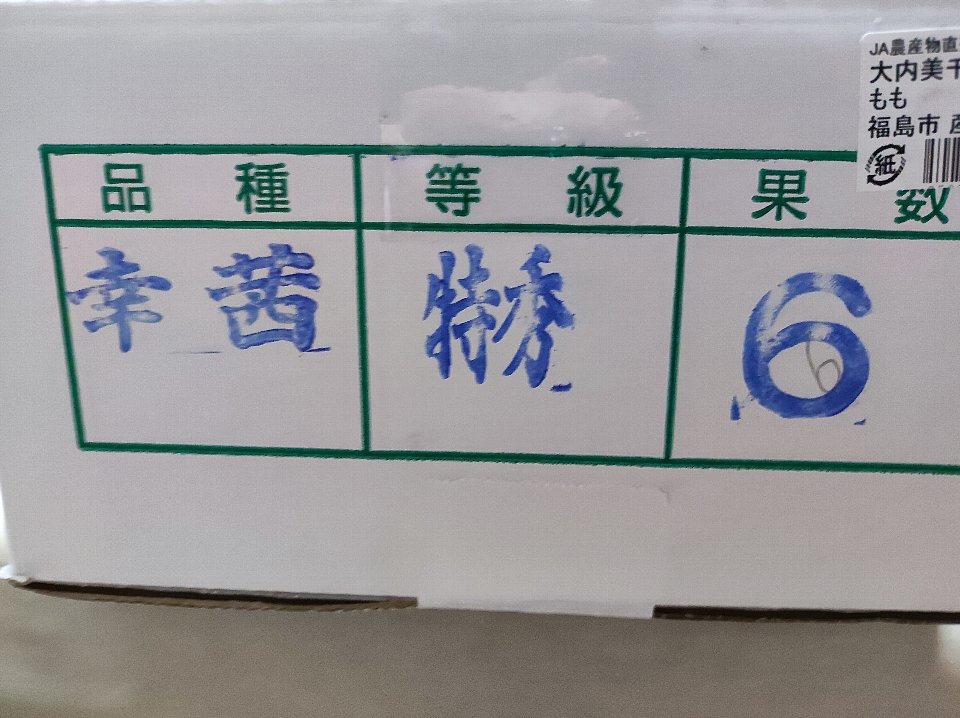 JA農産物直
大内美千
もも
福島市 産
紙
品種 等級 果数
幸茜 特秀 6
6